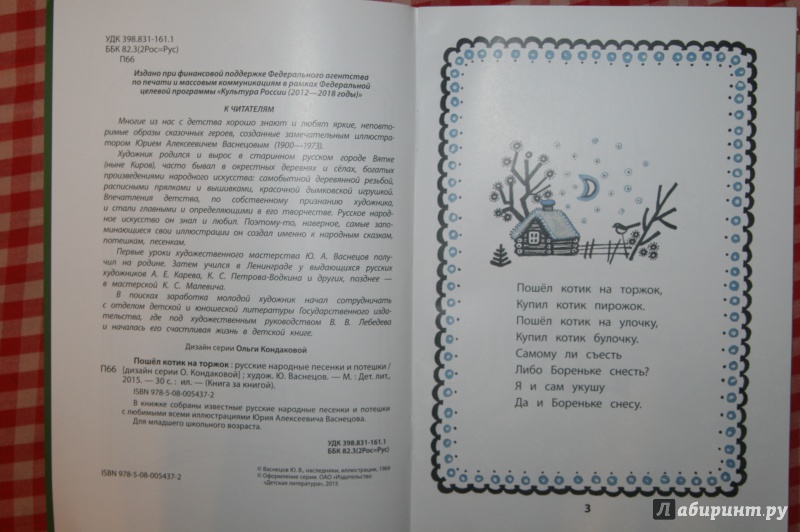 УДК 398.831-161.1
ББК 82.3(2Рос=Рус)
П66
Издано при финансовой поддержке Федерального агентства
по печати и массовым коммуникациям в рамках Федеральной
целевой программы «Культура России (2012—2018 годы)»
К ЧИТАТЕЛЯМ
Многие из нас с детства хорошо знают и любят яркие, неповто-
римые образы сказочных героев, созданные замечательным иллюстра-
тором Юрием Алексеевичем Васнецовым (1900—1973).
Художник родился и вырос в старинном русском городе Вятке
(ныне Киров), часто бывал в окрестных деревнях и сёлах, богатых
произведениями народного искусства: самобытной деревянной резьбой,
расписными прялками и вышивками, красочной дымковской игрушкой.
Впечатления детства, по собственному признанию художника,
и стали главными и определяющими в его творчестве. Русское народ-
ное искусство он знал и любил. Поэтому-то, наверное, самые запо-
минающиеся свои иллюстрации он создал именно к народным сказкам,
потешкам, песенкам.
Первые уроки художественного мастерства Ю. А. Васнецов полу-
чил на родине. Затем учился в Ленинграде у выдающихся русских
художников А. Е. Карева, К. С. Петрова-Водкина и других, позднее —
в мастерской К. С. Малевича.
В поисках заработка молодой художник начал сотрудничать
с отделом детской и юношеской литературы Государственного изда-
тельства, где под художественным руководством В. В. Лебедева
и началась его счастливая жизнь в детской книге.
Дизайн серии Ольги Кондаковой
Пошёл котик на торжок : русские народные песенки и потешки /
П66 [дизайн серии О. Кондаковой] ; худож. Ю. Васнецов. — М. : Дет. лит.,
2015. — 30 с. : ил. — (Книга за книгой).
ISBN 978-5-08-005437-2
В книжке собраны известные русские народные песенки и потешки
с любимыми всеми иллюстрациями Юрия Алексеевича Васнецова.
Для младшего школьного возраста.
УДК 398.831-161.1
ББК 82.3(2Рос=Рус)
© Васнецов Ю. В., наследники, иллюстрации, 1969
© Оформление серии. ОАО «Издательство
«Детская литература», 2015
ISBN 978-5-08-005437-2
Пошёл котик на торжок,
Купил котик пирожок.
Пошёл котик на улочку,
Купил котик булочку.
Самому ли съесть
Либо Бореньке снесть?
Я и сам укушу
Да и Бореньке снесу.
3
Лабиринт.ру